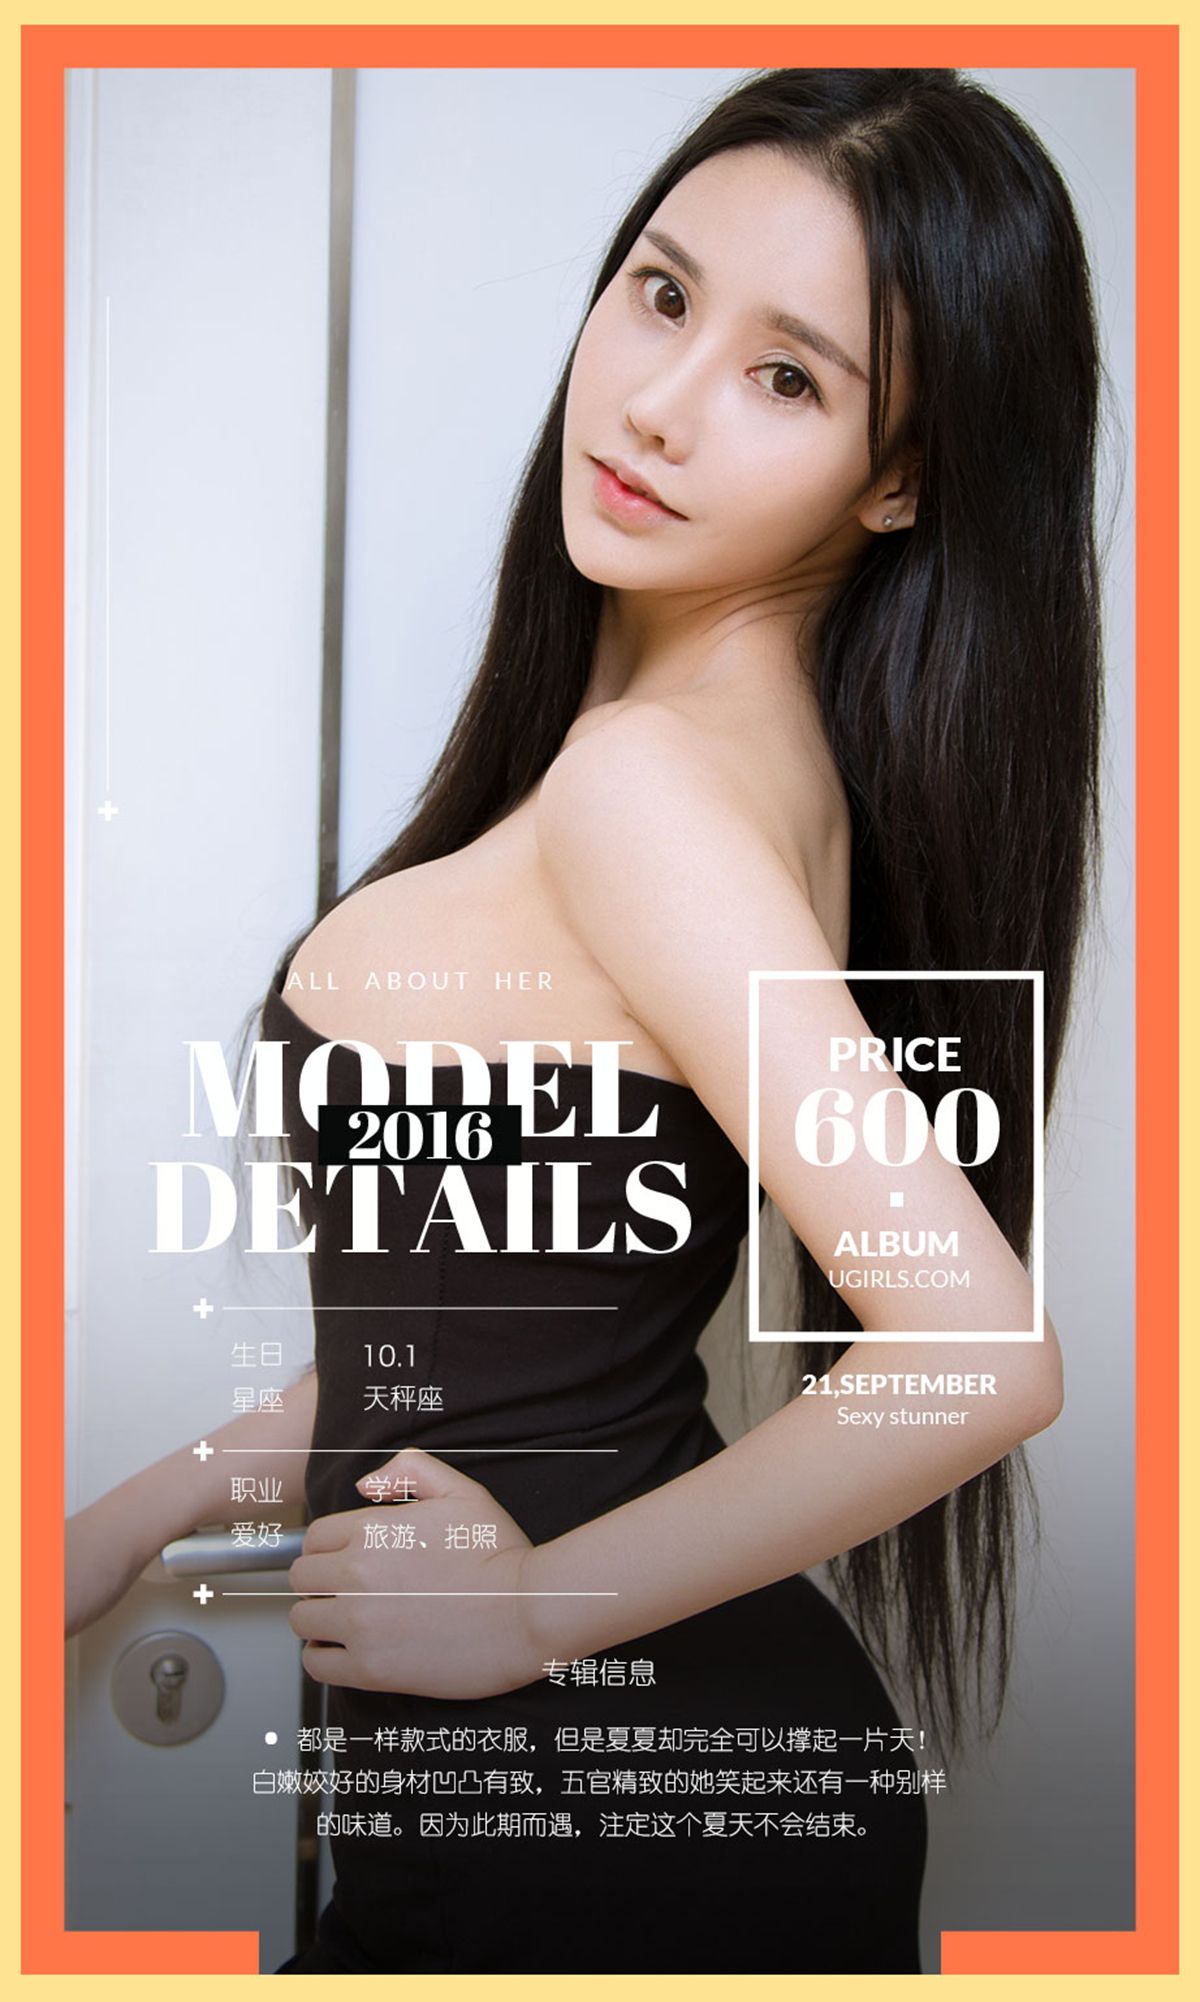 ALL ABOUT HER
MODEL
2016
DETAILS
PRICE
600
ALBUM
UGIRLS.COM
21,SEPTEMBER
Sexy stunner
生日 10.1
星座 天秤座
职业 学生
爱好 旅游、拍照
专辑信息
都是一样款式的衣服，但是夏夏却完全可以撑起一片天！
白嫩姣好的身材凹凸有致，五官精致的她笑起来还有一种别样
的味道。因为此期而遇，注定这个夏天不会结束。